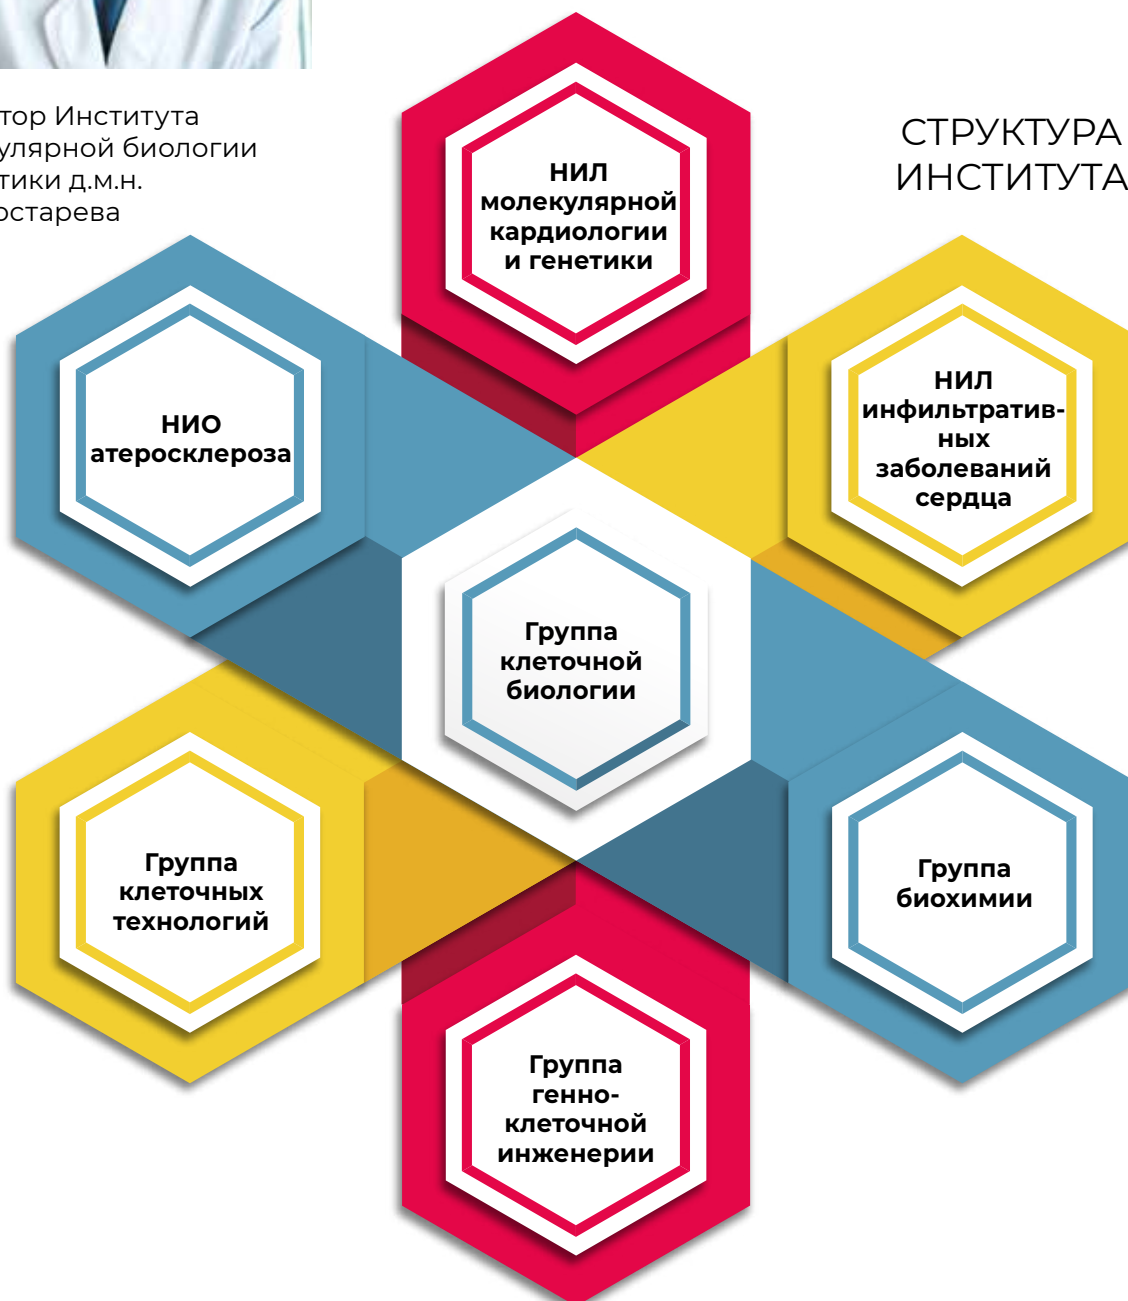 тор Института
улярной биологии
тики д.м.н.
остарева
СТРУКТУРА
ИНСТИТУТА
НИЛ
молекулярной
кардиологии
и генетики
НИО
атеросклероза
НИЛ
инфильтратив-
ных
заболеваний
сердца
Группа
клеточной
биологии
Группа
клеточных
технологий
Группа
биохимии
Группа
генно-
клеточной
инженерии